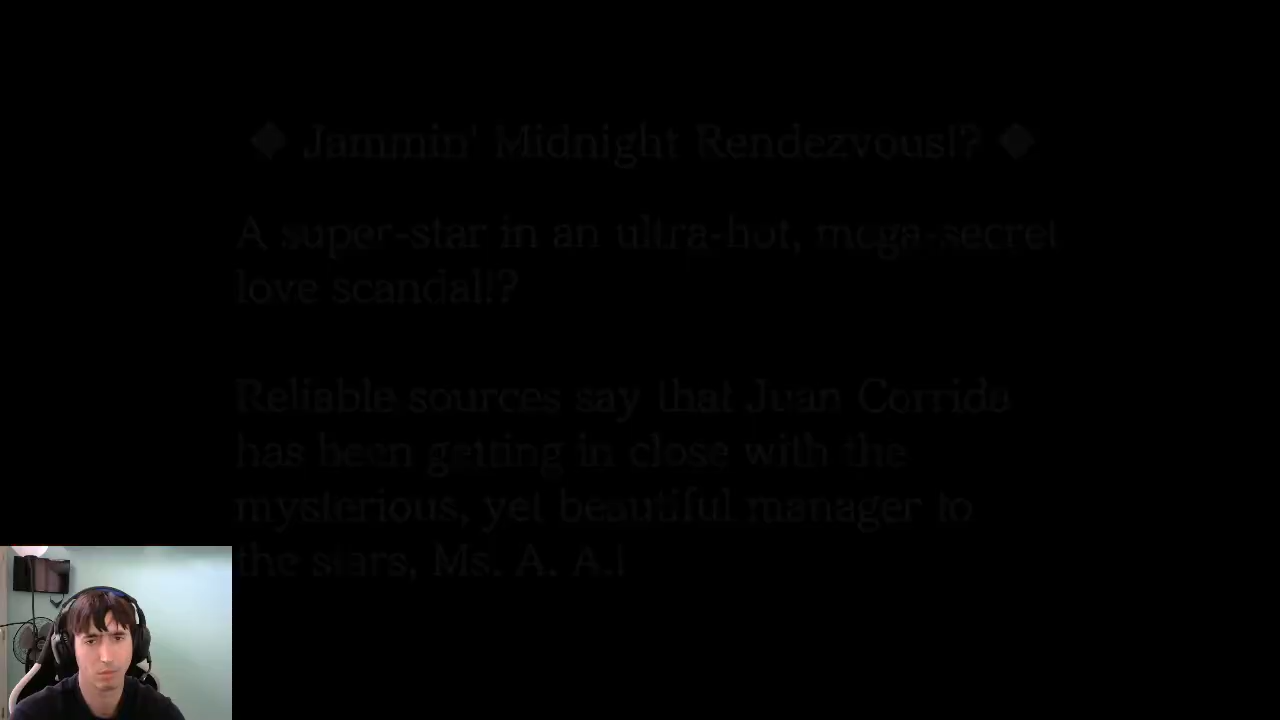 ◆ Jammin' Midnight Rendezvous!? ◆
A super-star in an ultra-hot, mega-secret
love scandal!?
Reliable sources say that Juan Corrida
has been getting in close with the
mysterious, yet beautiful manager to
the stars, Ms. A. A.!